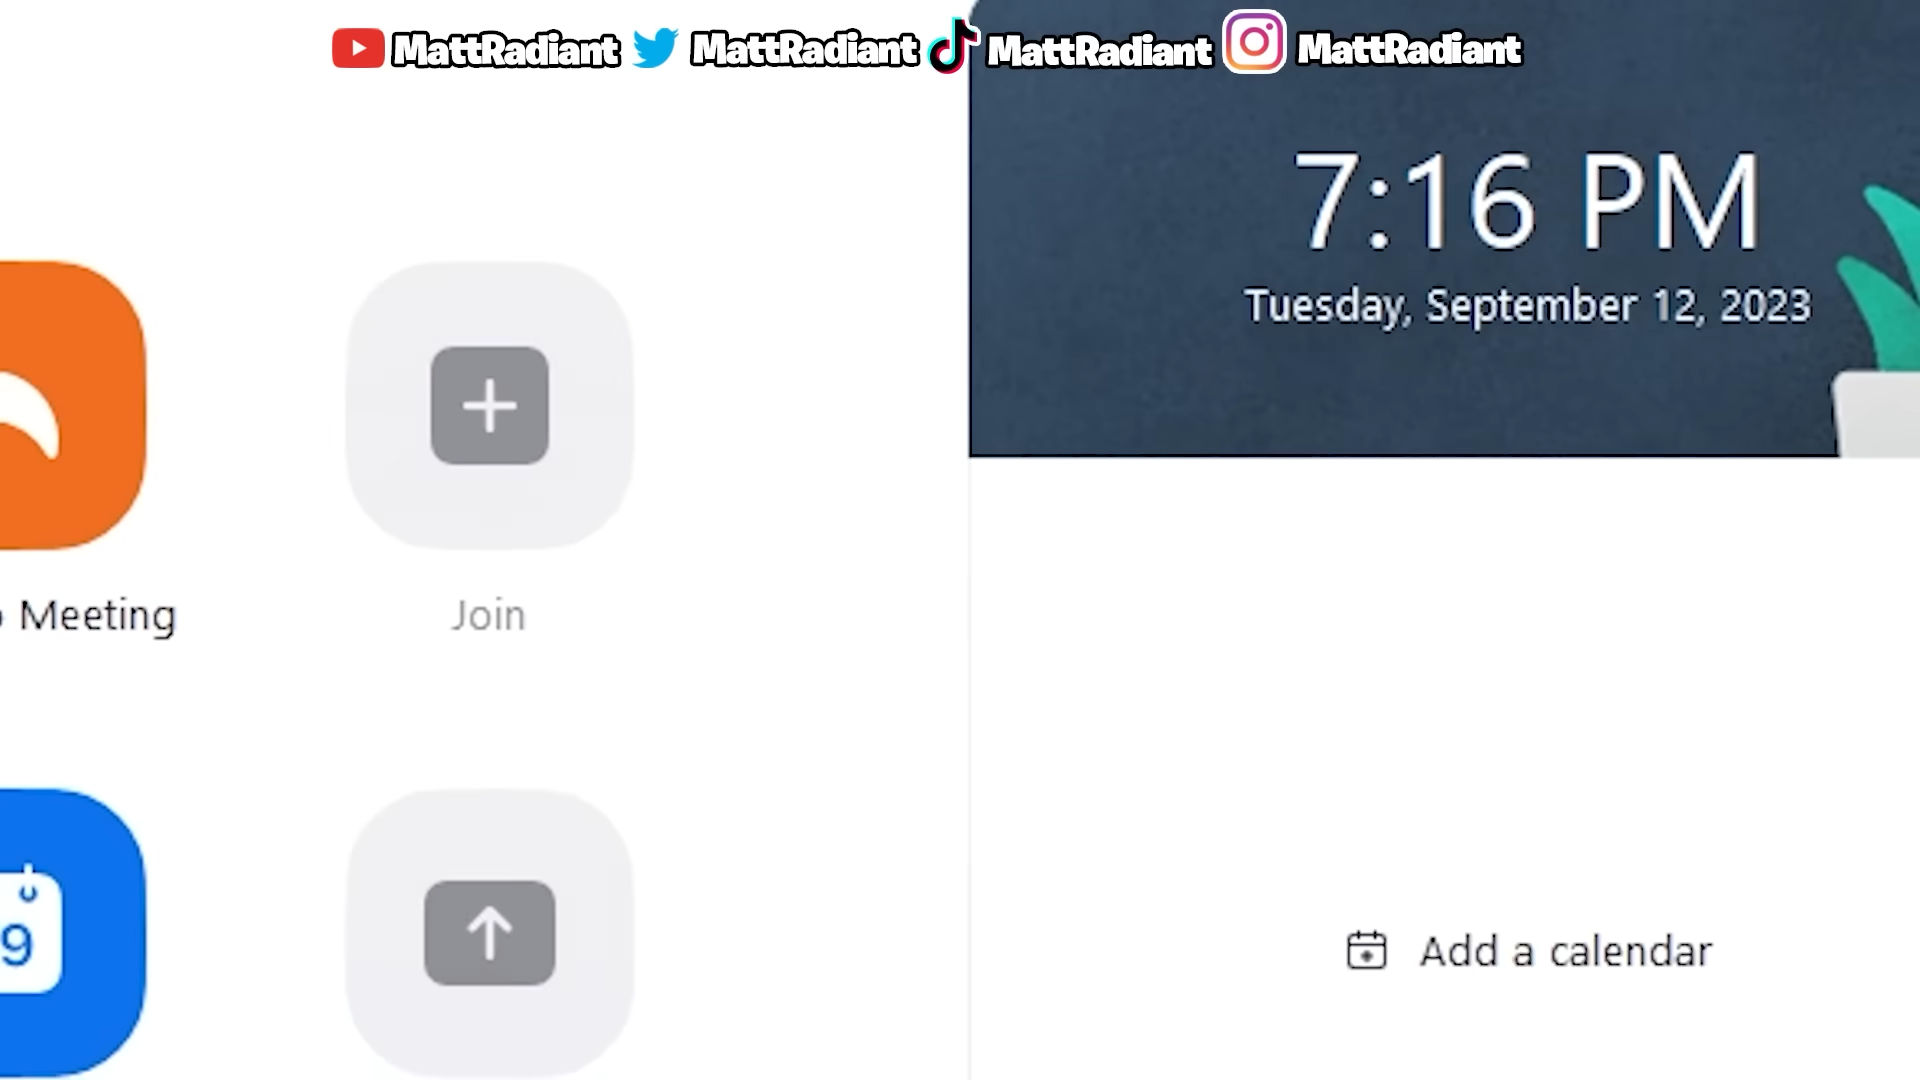 MattRadiant MattRadiant MattRadiant MattRadiant
7:16 PM
Tuesday, September 12, 2023
Meeting
Join
9
Add a calendar